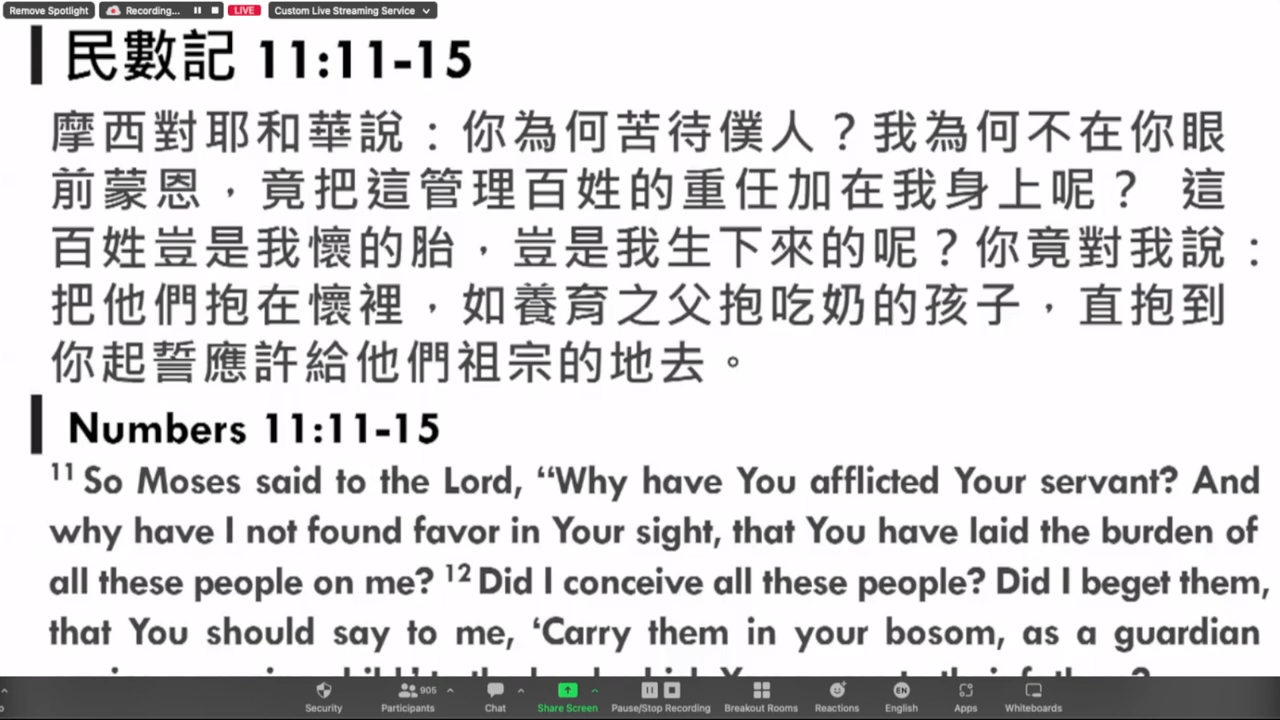 Remove Spotlight Recording... LIVE Custom Live Streaming Service
民數記 11:11-15
摩西對耶和華說：你為何苦待僕人？我為何不在你眼
前蒙恩，竟把這管理百姓的重任加在我身上呢？ 這
百姓豈是我懷的胎，豈是我生下來的呢？你竟對我說：
把他們抱在懷裡，如養育之父抱吃奶的孩子，直抱到
你起誓應許給他們祖宗的地去。
Numbers 11:11-15
11 So Moses said to the Lord, “Why have You afflicted Your servant? And
why have I not found favor in Your sight, that You have laid the burden of
all these people on me? 12 Did I conceive all these people? Did I beget them,
that You should say to me, ‘Carry them in your bosom, as a guardian
905
Security Participants Chat Share Screen Pause/Stop Recording Breakout Rooms Reactions EN English Apps Whiteboards